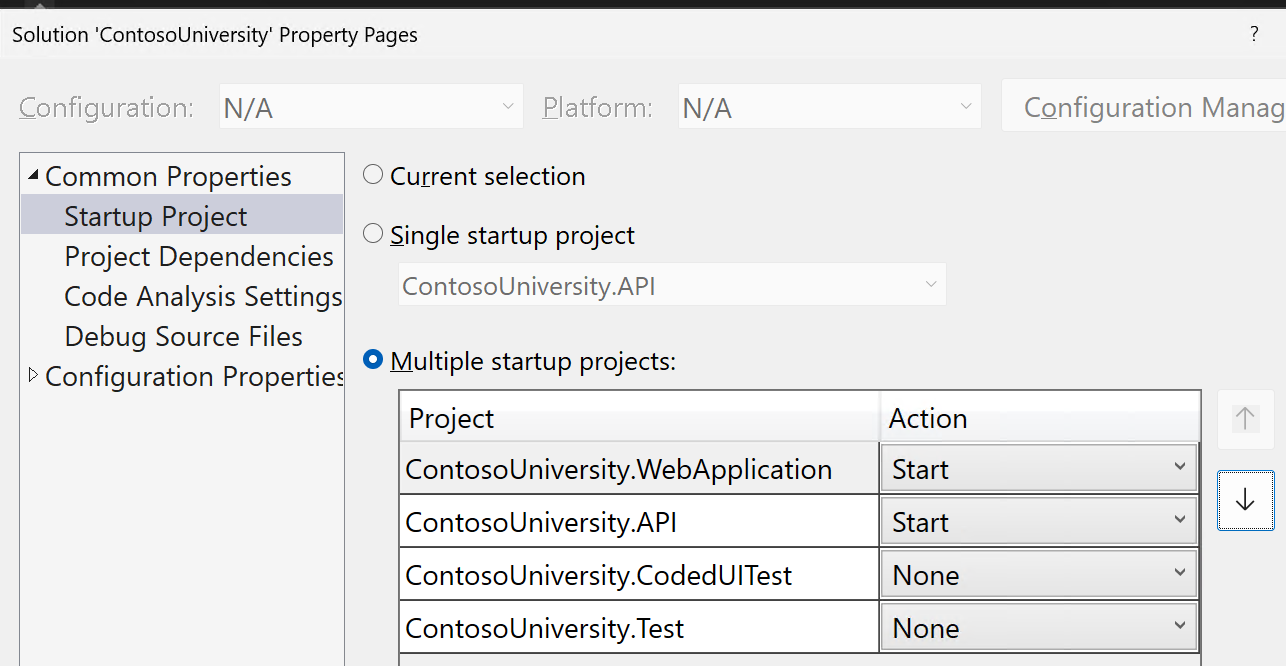 Solution 'ContosoUniversity' Property Pages ?
Configuration: N/A Platform: N/A Configuration Manag
Common Properties
Startup Project
Project Dependencies
Code Analysis Settings
Debug Source Files
Configuration Properties
Current selection
Single startup project
ContosoUniversity.API
Multiple startup projects:
Project Action
ContosoUniversity.WebApplication Start
ContosoUniversity.API Start
ContosoUniversity.CodedUITest None
ContosoUniversity.Test None